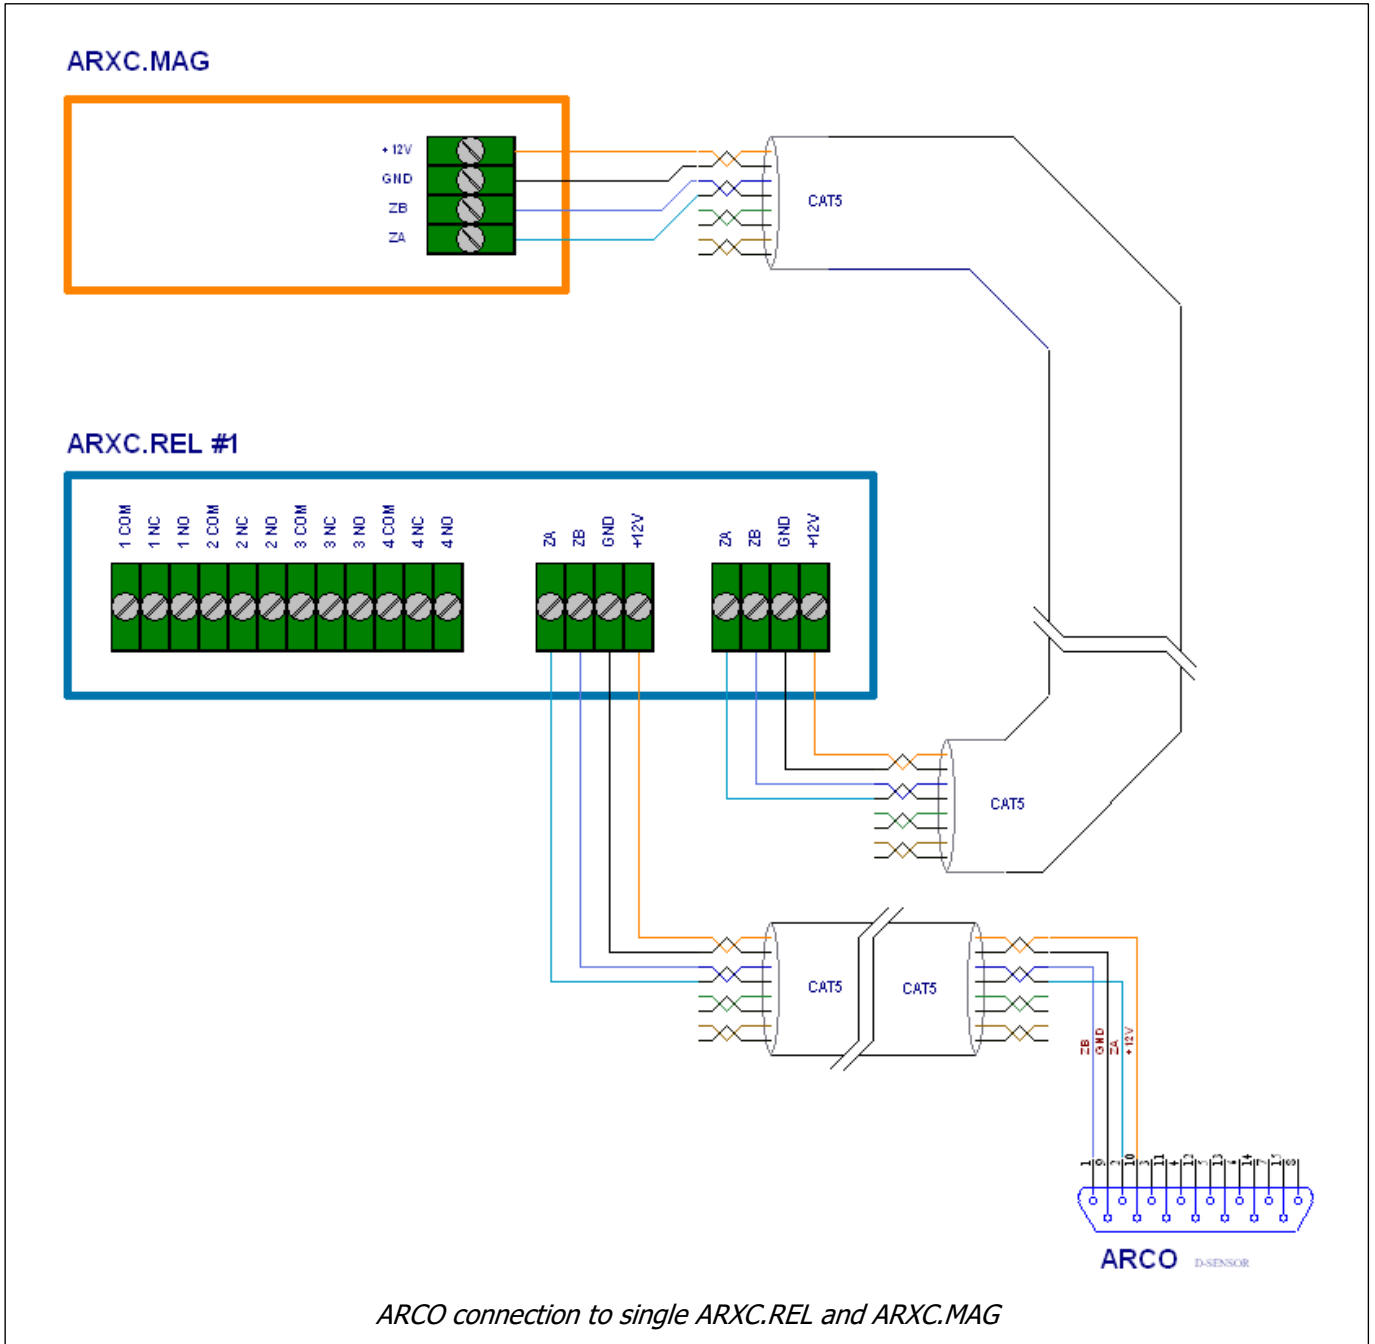 ARXC.MAG
+ 12V
GND
ZB
ZA
CAT5
ARXC.REL #1
1 COM
1 NC
1 NO
2 COM
2 NC
2 NO
3 COM
3 NC
3 NO
4 COM
4 NC
4 NO
ZA
ZB
GND
+12V
ZA
ZB
GND
+12V
CAT5
CAT5
CAT5
ZB
GND
ZA
+12V
1
9
2
10
3
11
4
12
5
13
6
14
7
15
8
ARCO D-SENSOR
ARCO connection to single ARXC.REL and ARXC.MAG